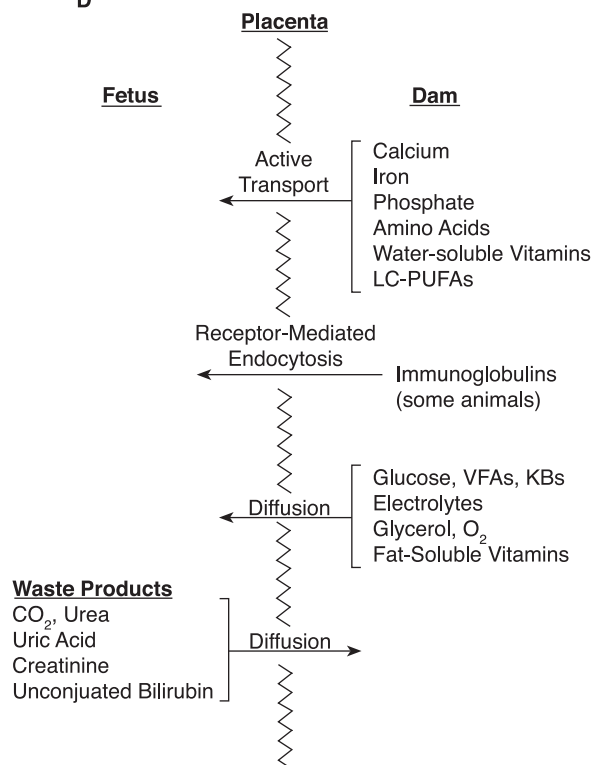 D
Placenta
Fetus
Dam
Active
Transport
Calcium
Iron
Phosphate
Amino Acids
Water-soluble Vitamins
LC-PUFAs
Receptor-Mediated
Endocytosis
Immunoglobulins
(some animals)
Diffusion
Glucose, VFAs, KBs
Electrolytes
Glycerol, O₂
Fat-Soluble Vitamins
Waste Products
CO₂, Urea
Uric Acid
Creatinine
Unconjuated Bilirubin
Diffusion